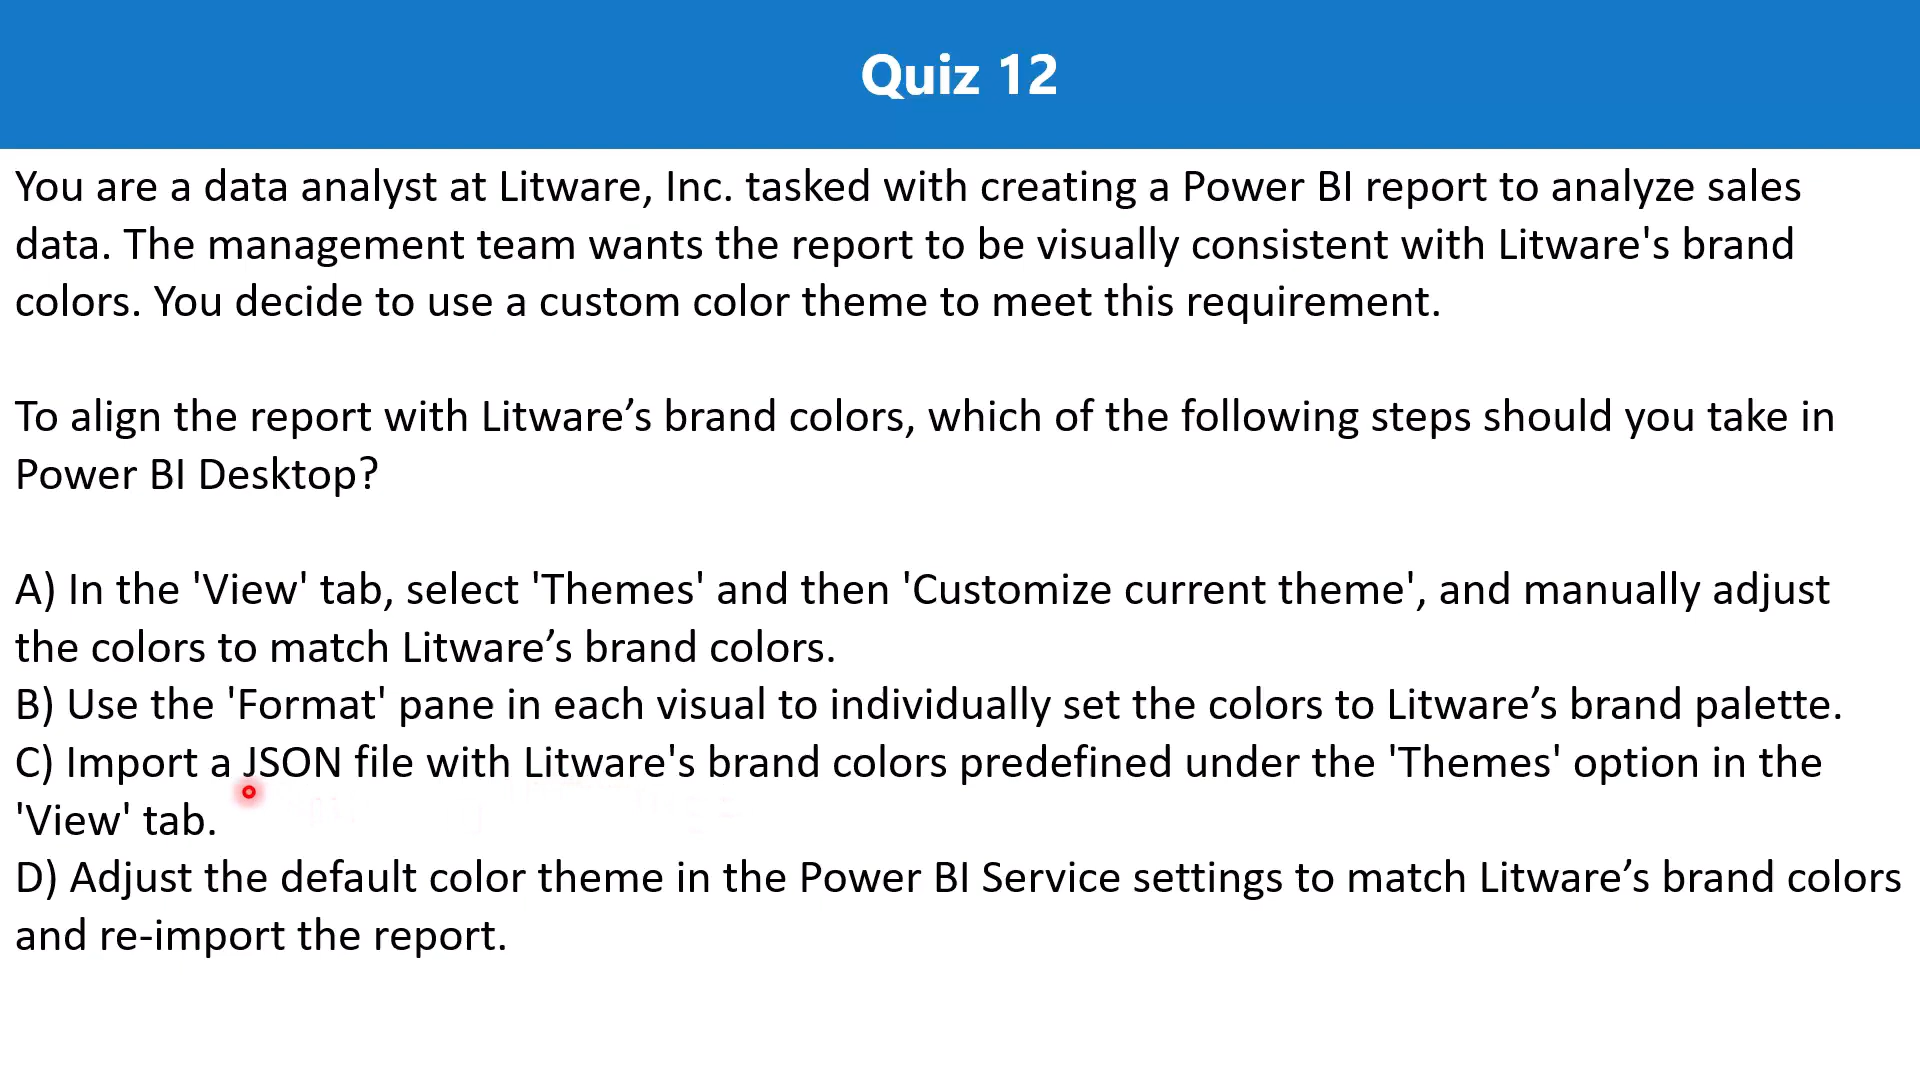 Quiz 12
You are a data analyst at Litware, Inc. tasked with creating a Power BI report to analyze sales
data. The management team wants the report to be visually consistent with Litware's brand
colors. You decide to use a custom color theme to meet this requirement.
To align the report with Litware’s brand colors, which of the following steps should you take in
Power BI Desktop?
A) In the 'View' tab, select 'Themes' and then 'Customize current theme', and manually adjust
the colors to match Litware’s brand colors.
B) Use the 'Format' pane in each visual to individually set the colors to Litware’s brand palette.
C) Import a JSON file with Litware's brand colors predefined under the 'Themes' option in the
'View' tab.
D) Adjust the default color theme in the Power BI Service settings to match Litware’s brand colors
and re-import the report.